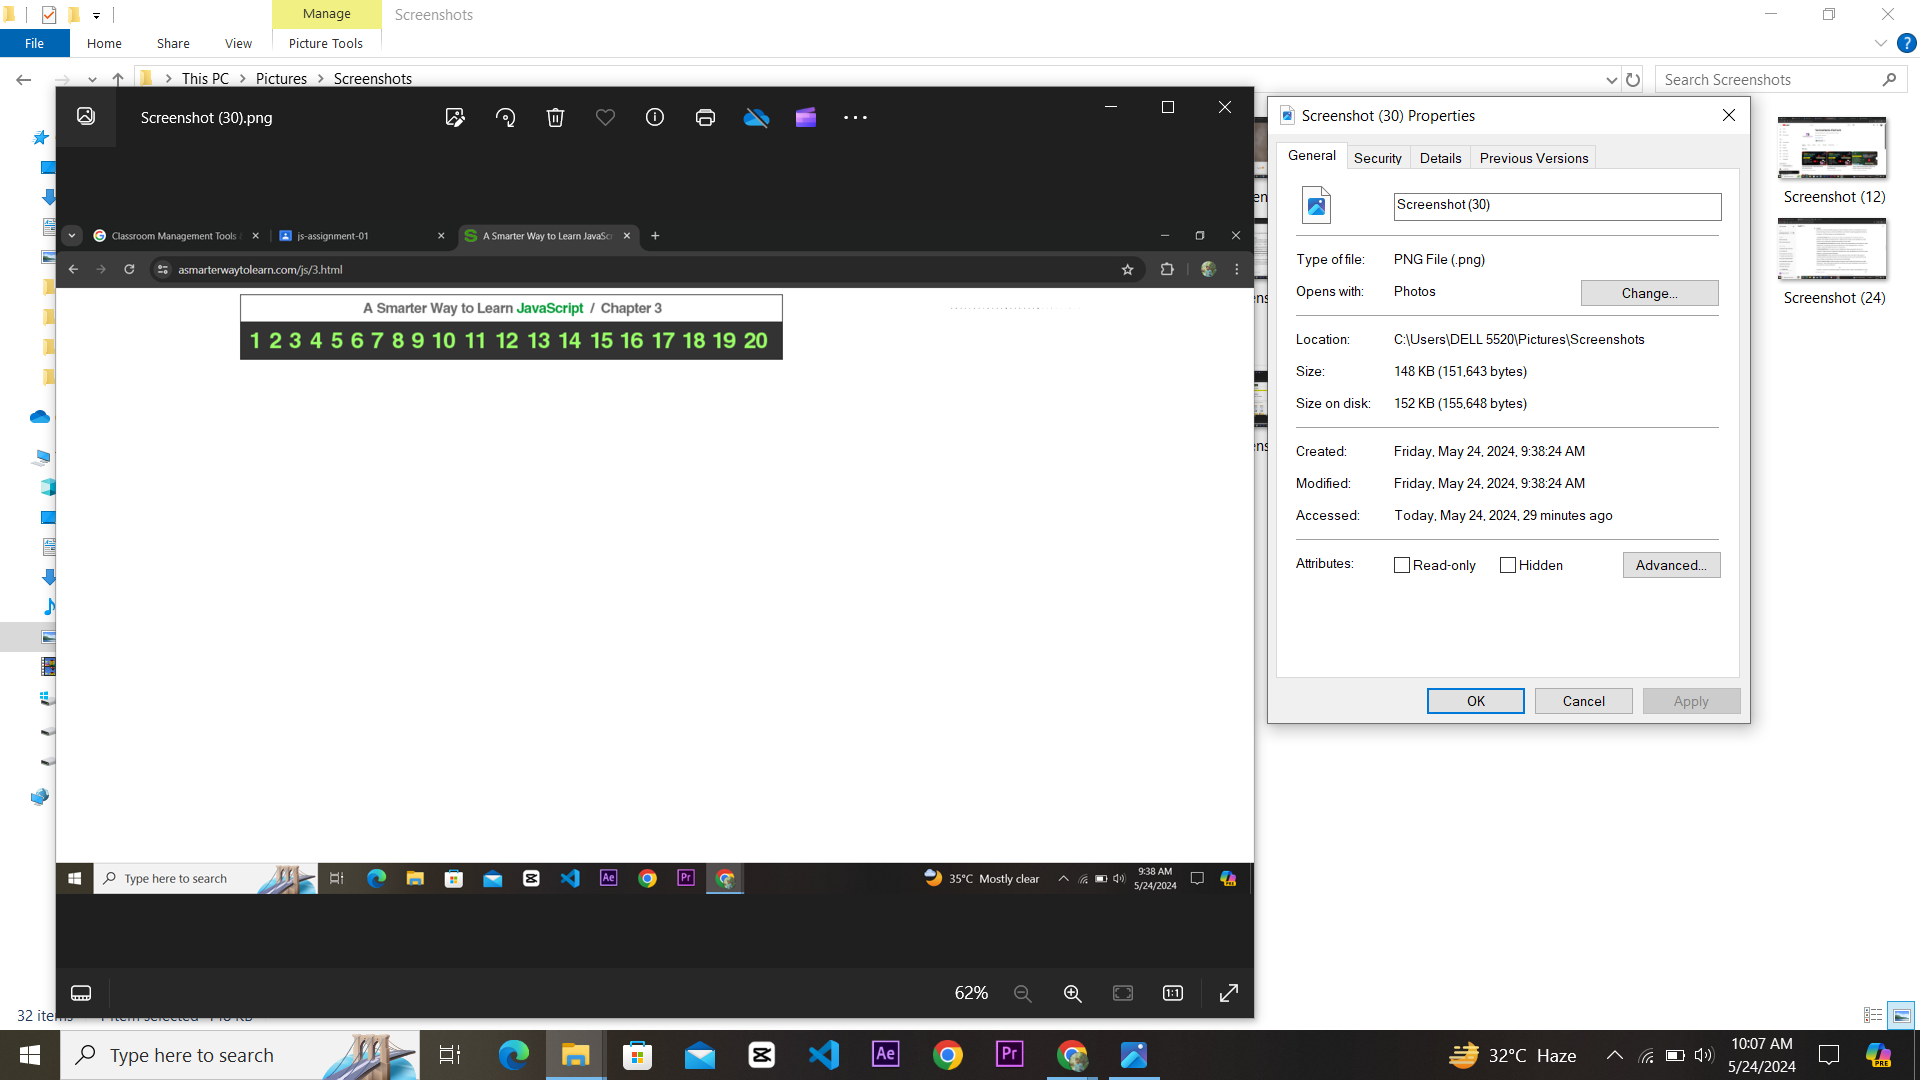 Manage
Screenshots
File
Home
Share
View
Picture Tools
This PC
Pictures
Screenshots
Search Screenshots
Screenshot (30).png
Classroom Management Tools
js-assignment-01
A Smarter Way to Learn JavaSc
asmarterwaytolearn.com/js/3.html
A Smarter Way to Learn JavaScript / Chapter 3
1 2 3 4 5 6 7 8 9 10 11 12 13 14 15 16 17 18 19 20
Type here to search
Ae
Pr
35°C Mostly clear
9:38 AM
5/24/2024
62%
1:1
Screenshot (30) Properties
General
Security
Details
Previous Versions
Screenshot (30)
Type of file:
PNG File (.png)
Opens with:
Photos
Change...
Location:
C:\Users\DELL 5520\Pictures\Screenshots
Size:
148 KB (151,643 bytes)
Size on disk:
152 KB (155,648 bytes)
Created:
Friday, May 24, 2024, 9:38:24 AM
Modified:
Friday, May 24, 2024, 9:38:24 AM
Accessed:
Today, May 24, 2024, 29 minutes ago
Attributes:
Read-only
Hidden
Advanced...
OK
Cancel
Apply
Screenshot (12)
Screenshot (24)
32 items
Type here to search
Ae
Pr
32°C Haze
10:07 AM
5/24/2024
PRE